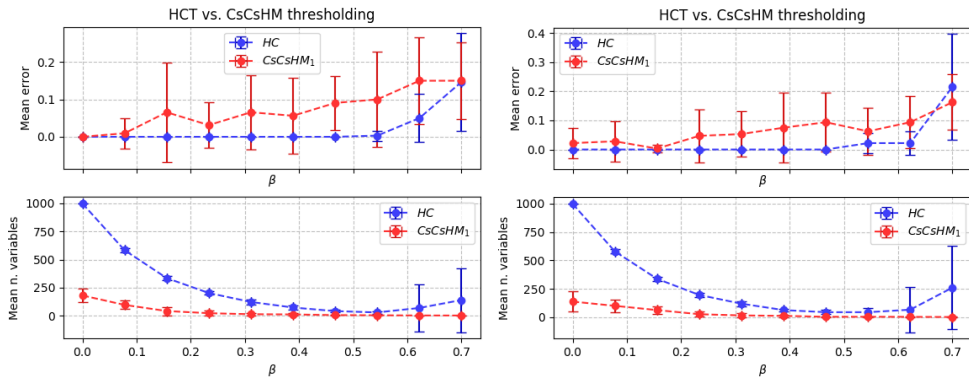 HCT vs. CsCsHM thresholding
Mean error
0.2
0.1
0.0
HC
CsCsHM1
β
Mean n. variables
1000
750
500
250
0
HC
CsCsHM1
0.0 0.1 0.2 0.3 0.4 0.5 0.6 0.7
β
HCT vs. CsCsHM thresholding
Mean error
0.4
0.3
0.2
0.1
0.0
HC
CsCsHM1
β
Mean n. variables
1000
750
500
250
0
HC
CsCsHM1
0.0 0.1 0.2 0.3 0.4 0.5 0.6 0.7
β